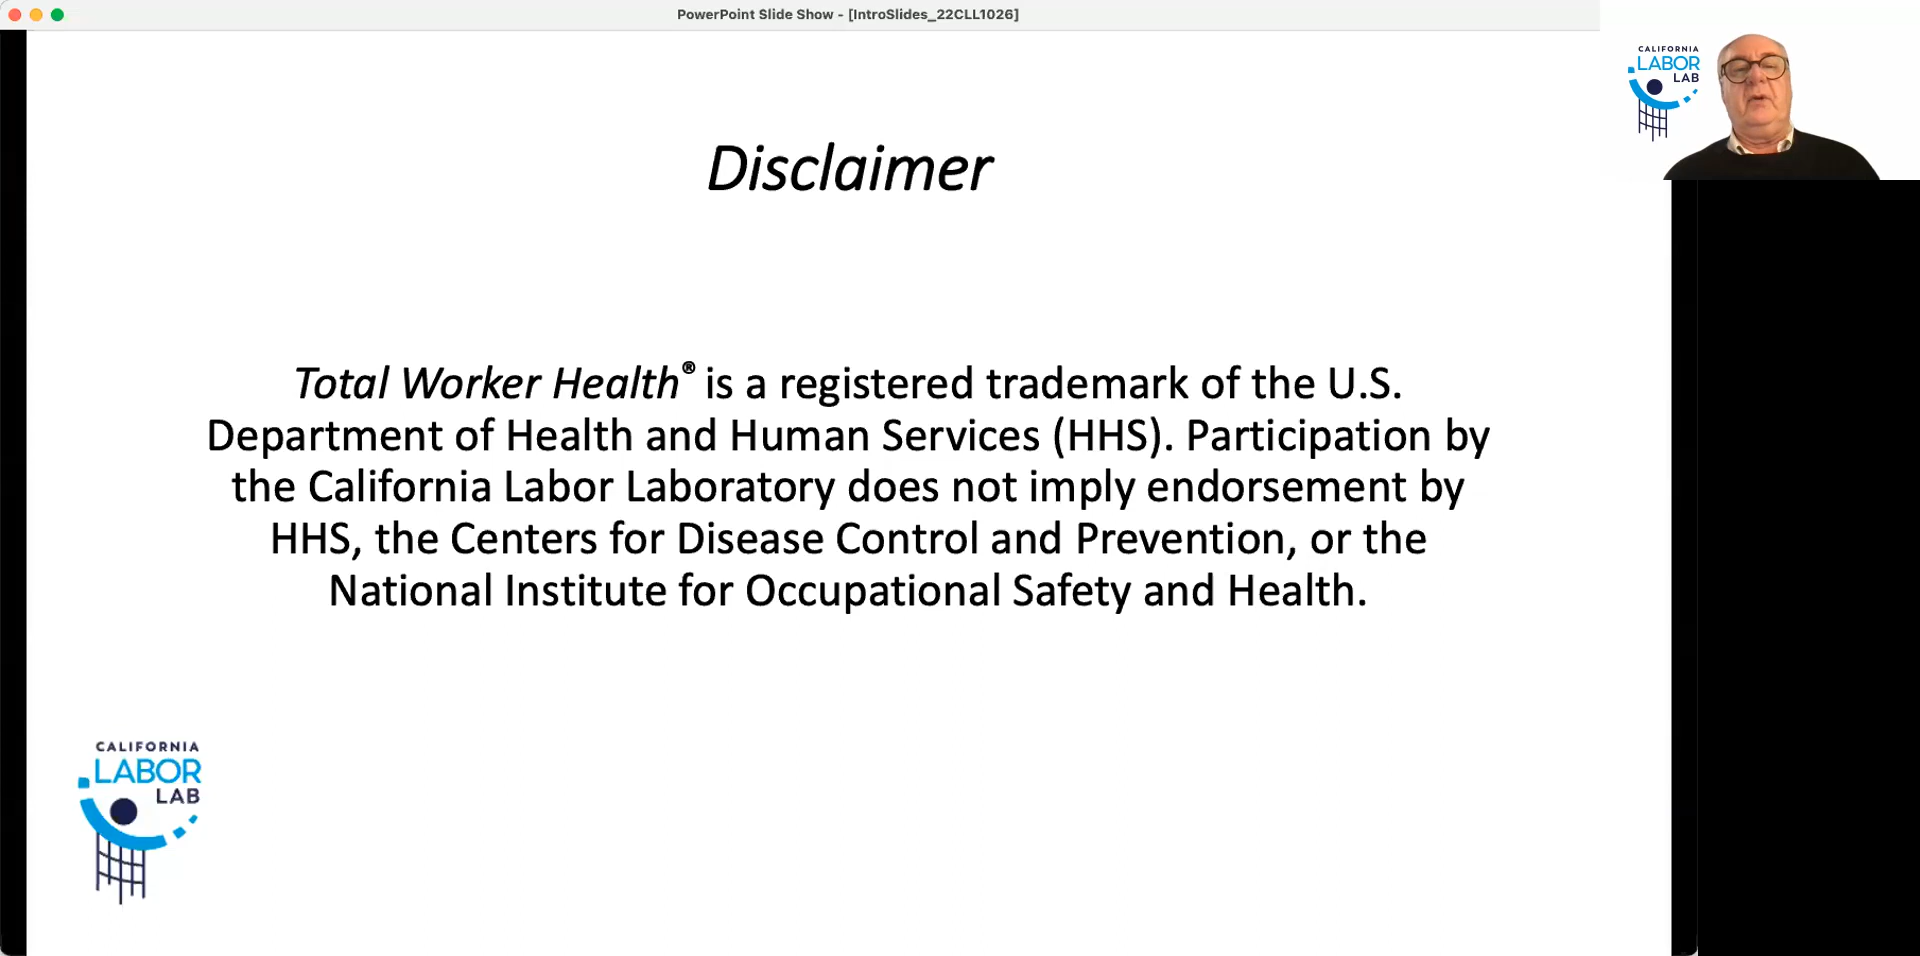 PowerPoint Slide Show - [IntroSlides_22CLL1026]
CALIFORNIA
LABOR
LAB
Disclaimer
Total Worker Health® is a registered trademark of the U.S.
Department of Health and Human Services (HHS). Participation by
the California Labor Laboratory does not imply endorsement by
HHS, the Centers for Disease Control and Prevention, or the
National Institute for Occupational Safety and Health.
CALIFORNIA
LABOR
LAB